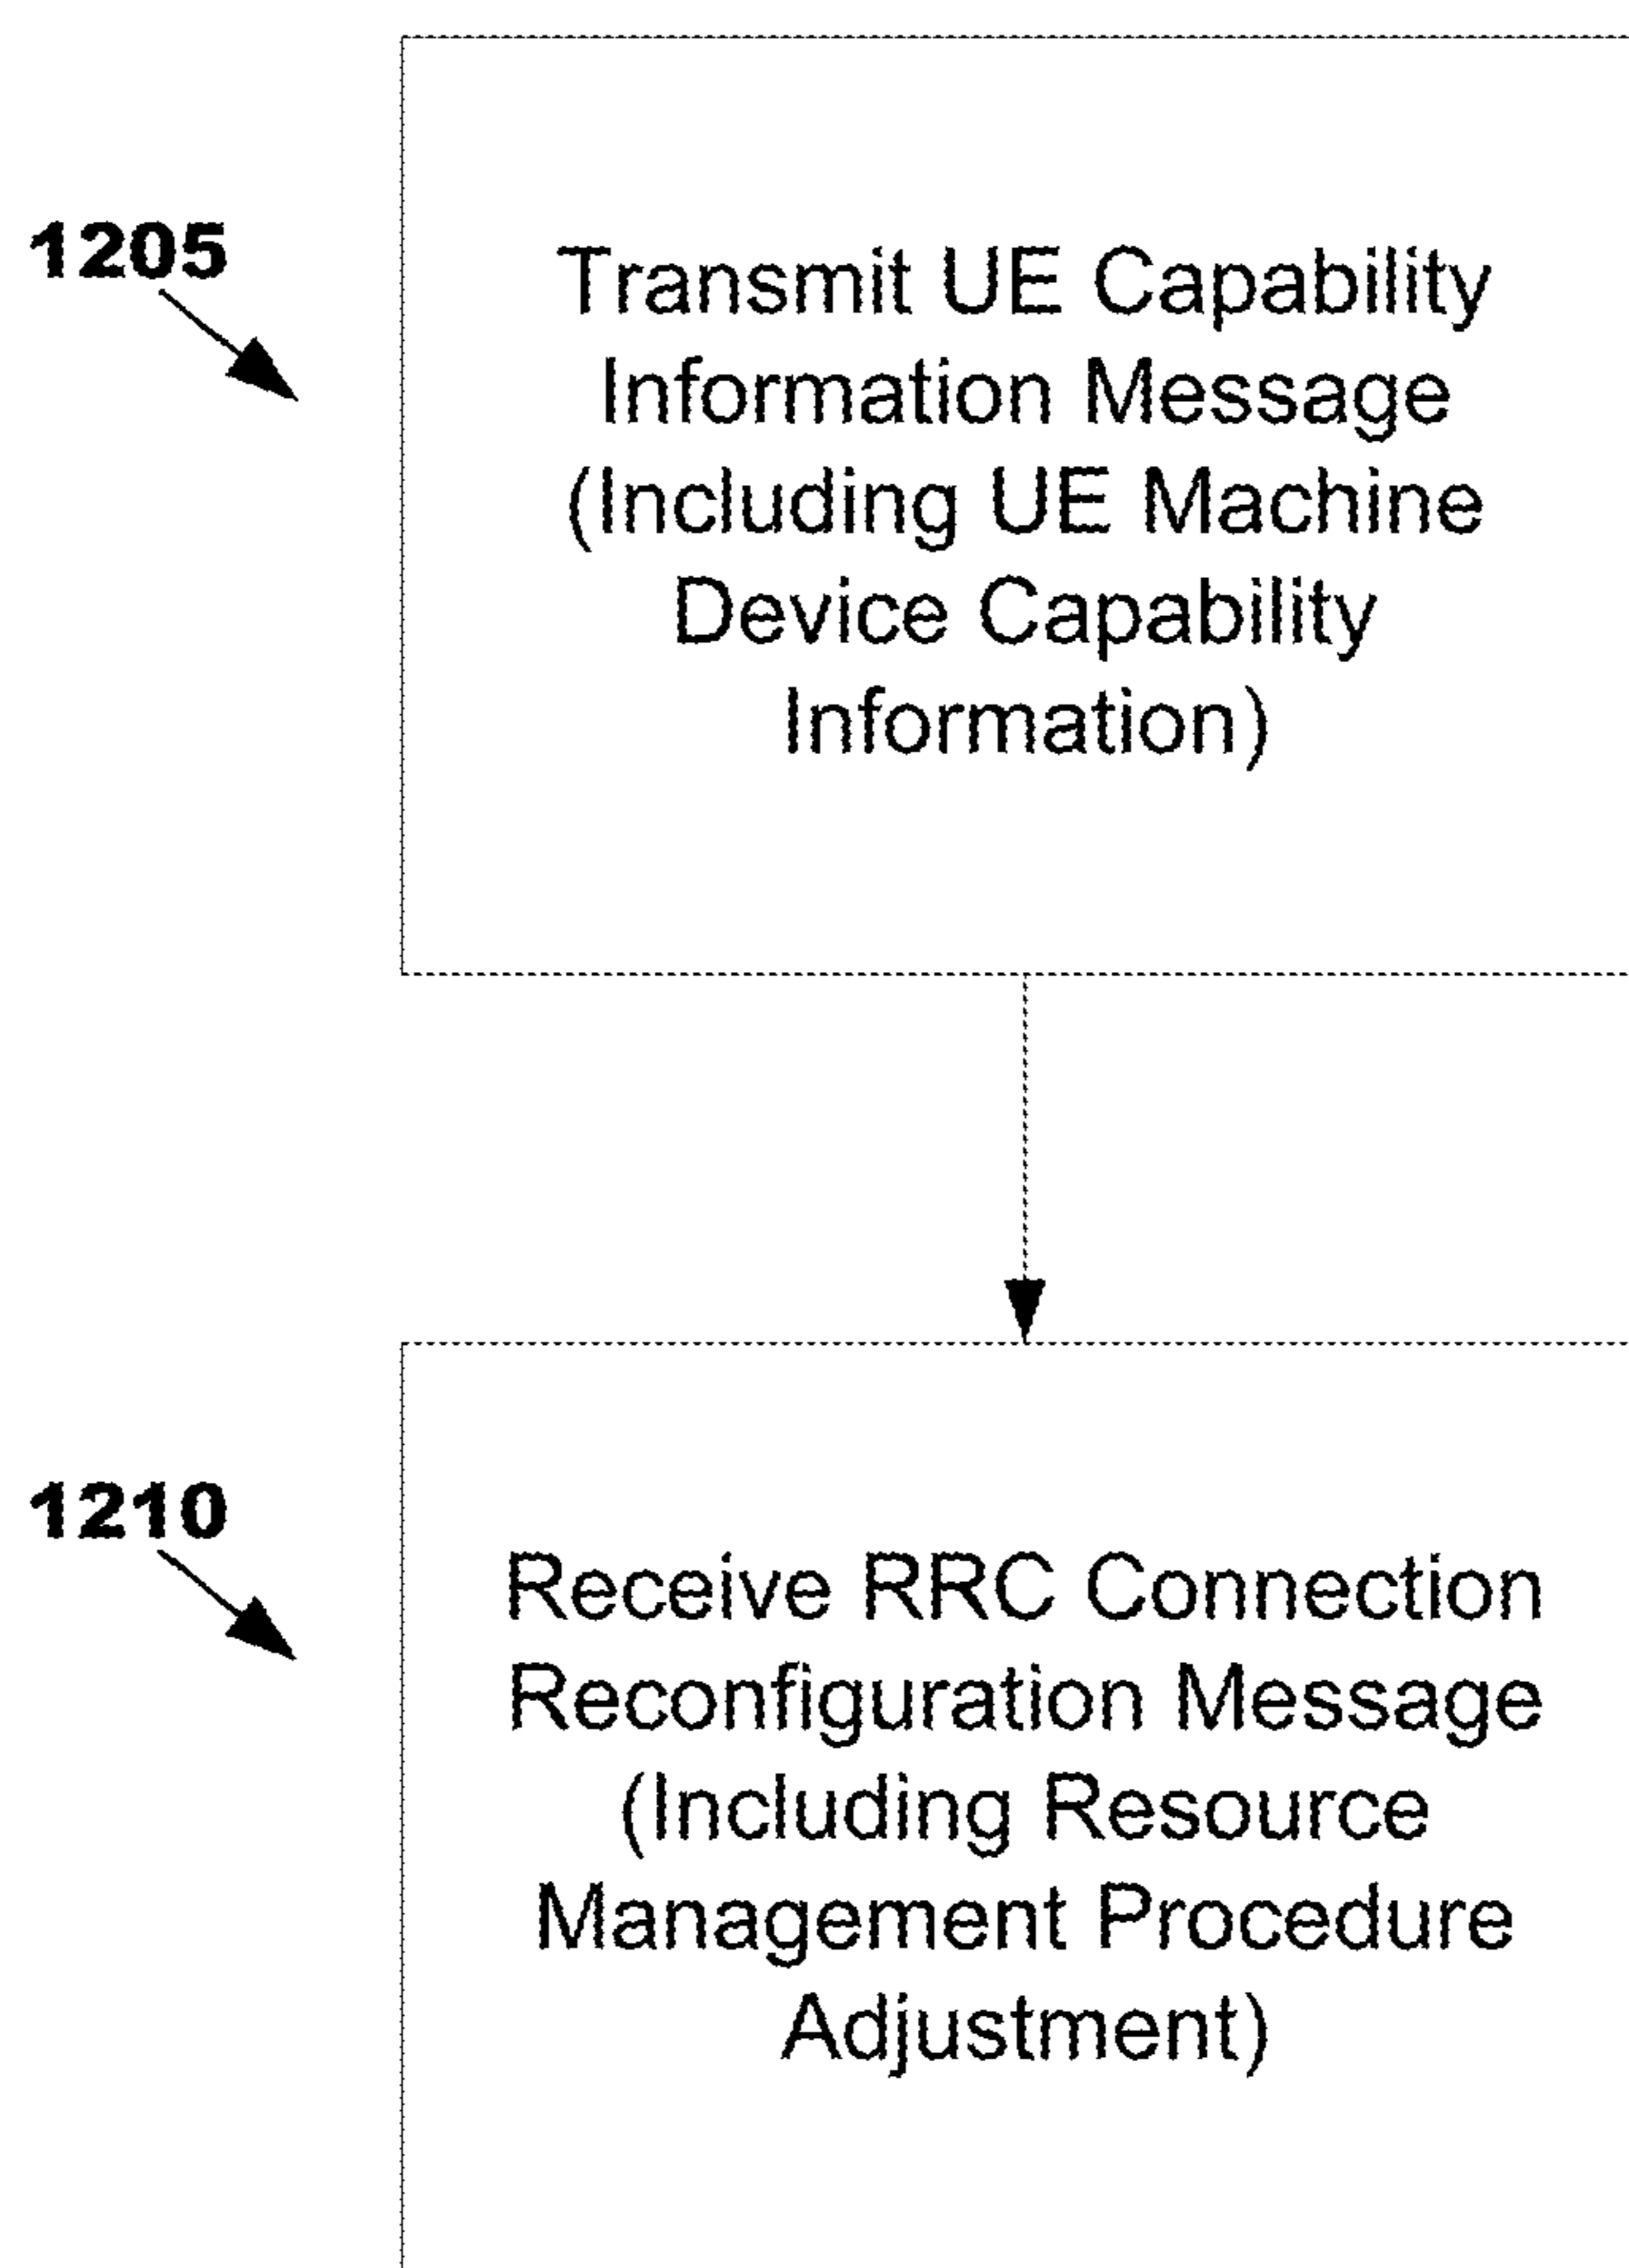 1205
Transmit UE Capability
Information Message
(Including UE Machine
Device Capability
Information)
1210
Receive RRC Connection
Reconfiguration Message
(Including Resource
Management Procedure
Adjustment)